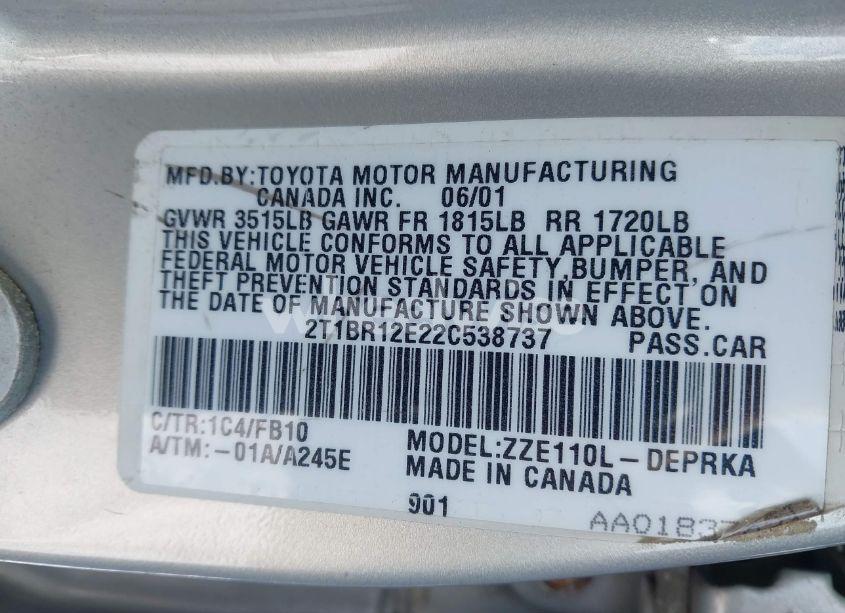 MFD.BY:TOYOTA MOTOR MANUFACTURING
CANADA INC. 06/01
GVWR 3515LB GAWR FR 1815LB RR 1720LB
THIS VEHICLE CONFORMS TO ALL APPLICABLE
FEDERAL MOTOR VEHICLE SAFETY,BUMPER, AND
THEFT PREVENTION STANDARDS IN EFFECT ON
THE DATE OF MANUFACTURE SHOWN ABOVE.
2T1BR12E22C538737 PASS.CAR
C/TR:1C4/FB10
A/TM:-01A/A245E
MODEL:ZZE110L-DEPRKA
MADE IN CANADA
901